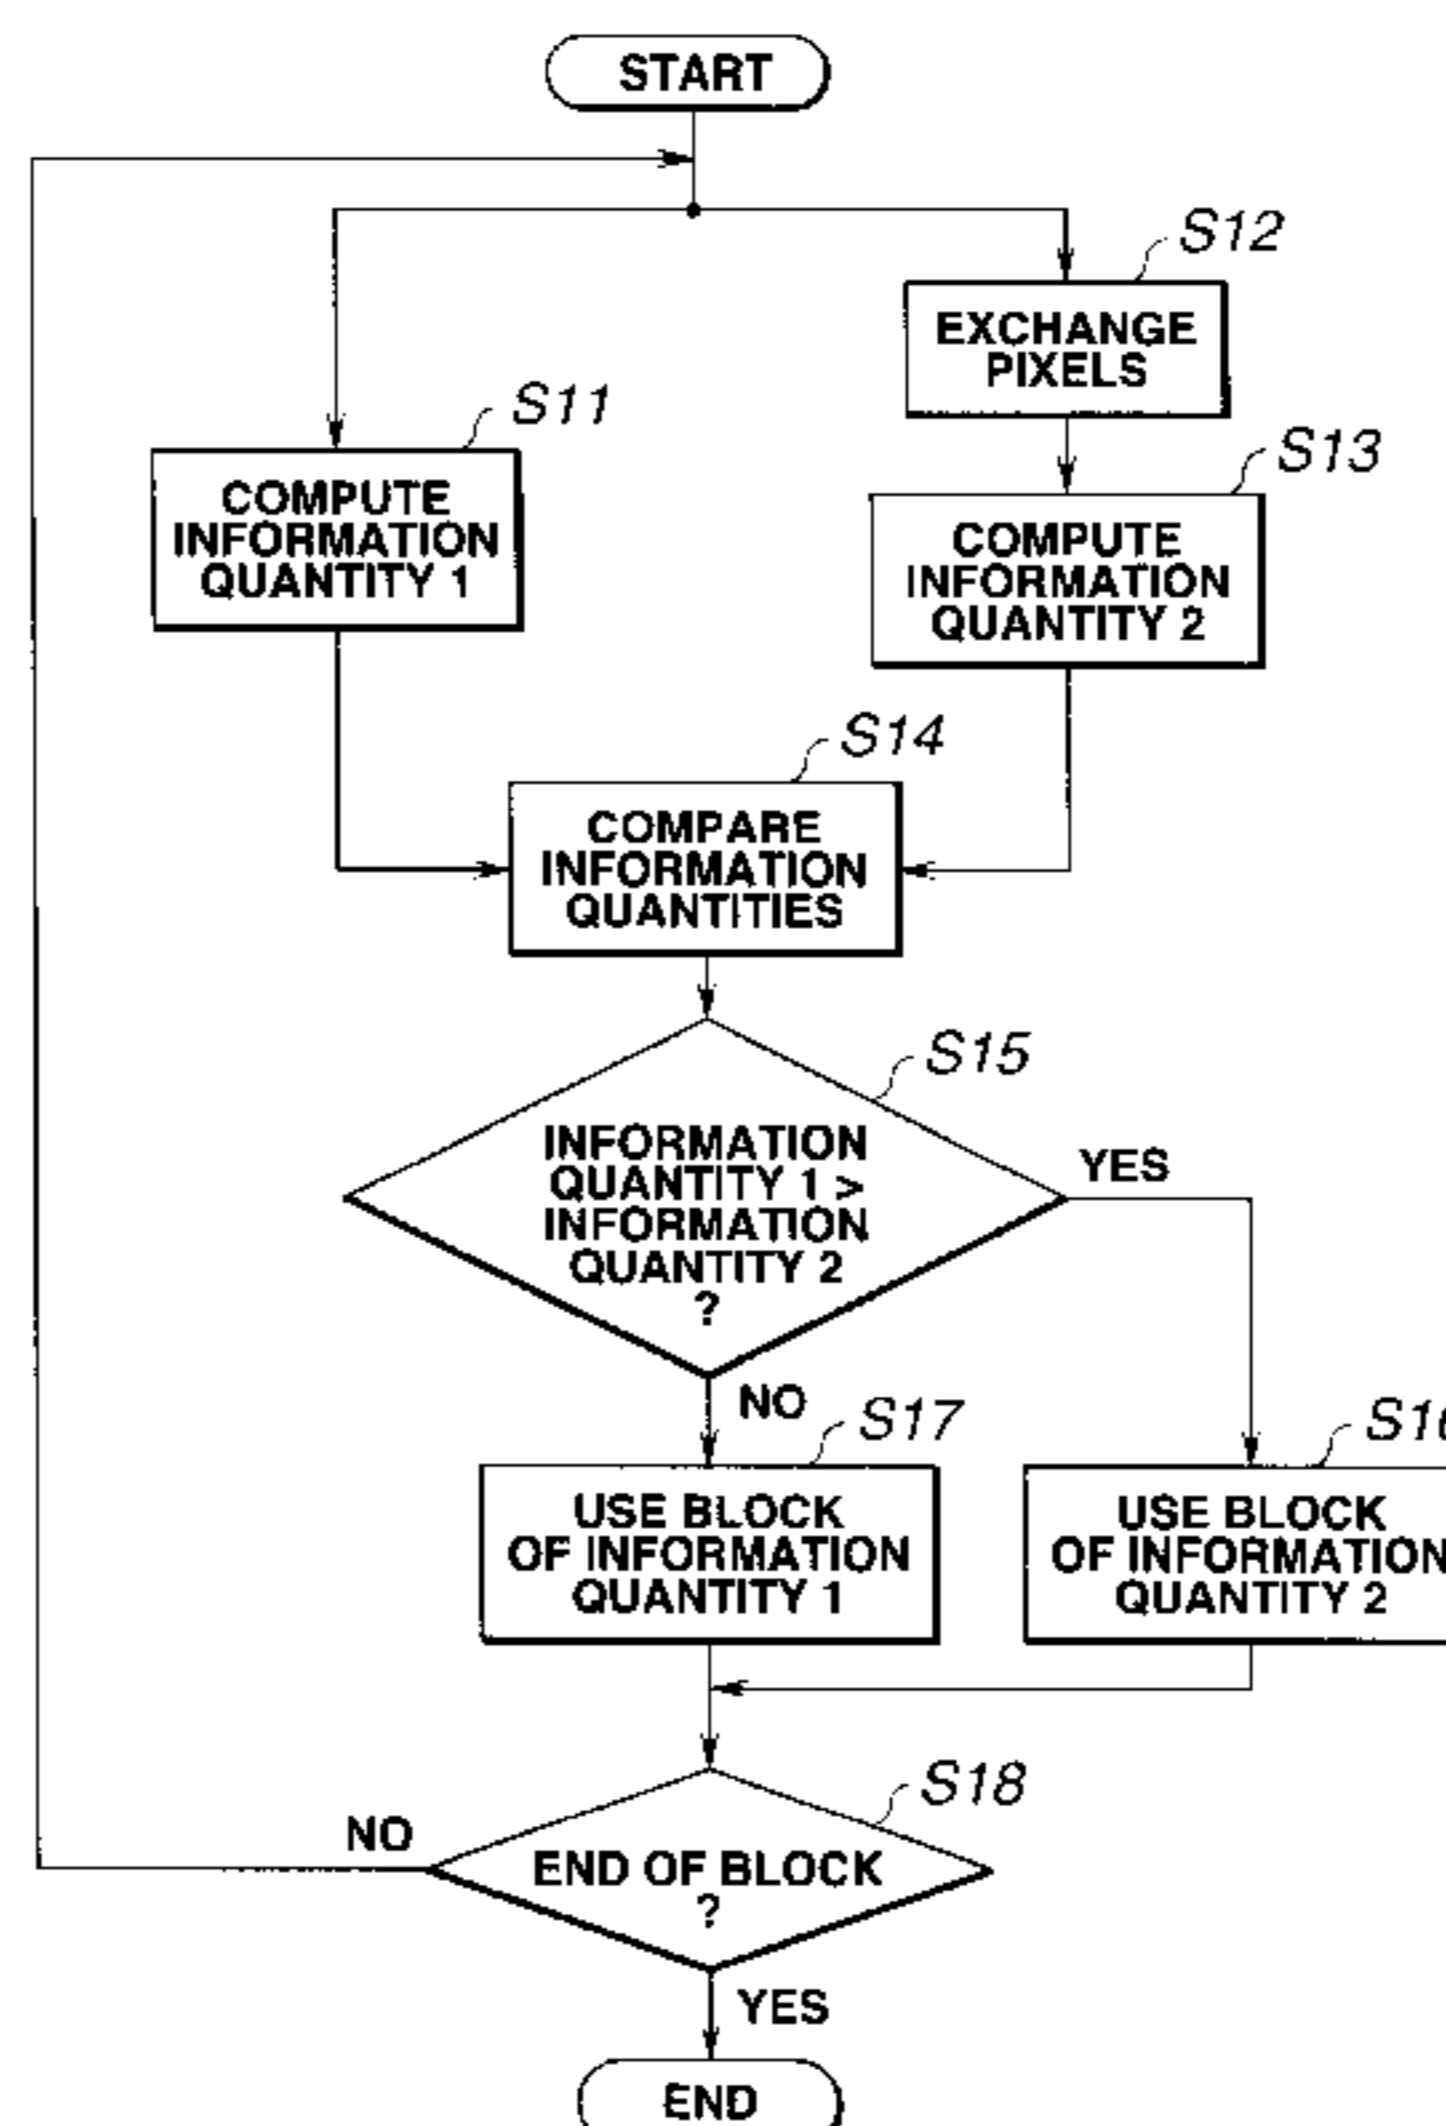 START
S12
EXCHANGE
PIXELS
S11
COMPUTE
INFORMATION
QUANTITY 1
S13
COMPUTE
INFORMATION
QUANTITY 2
S14
COMPARE
INFORMATION
QUANTITIES
S15
INFORMATION
QUANTITY 1 >
INFORMATION
QUANTITY 2
?
YES
NO
S17
USE BLOCK
OF INFORMATION
QUANTITY 1
S16
USE BLOCK
OF INFORMATION
QUANTITY 2
S18
NO
END OF BLOCK
?
YES
END